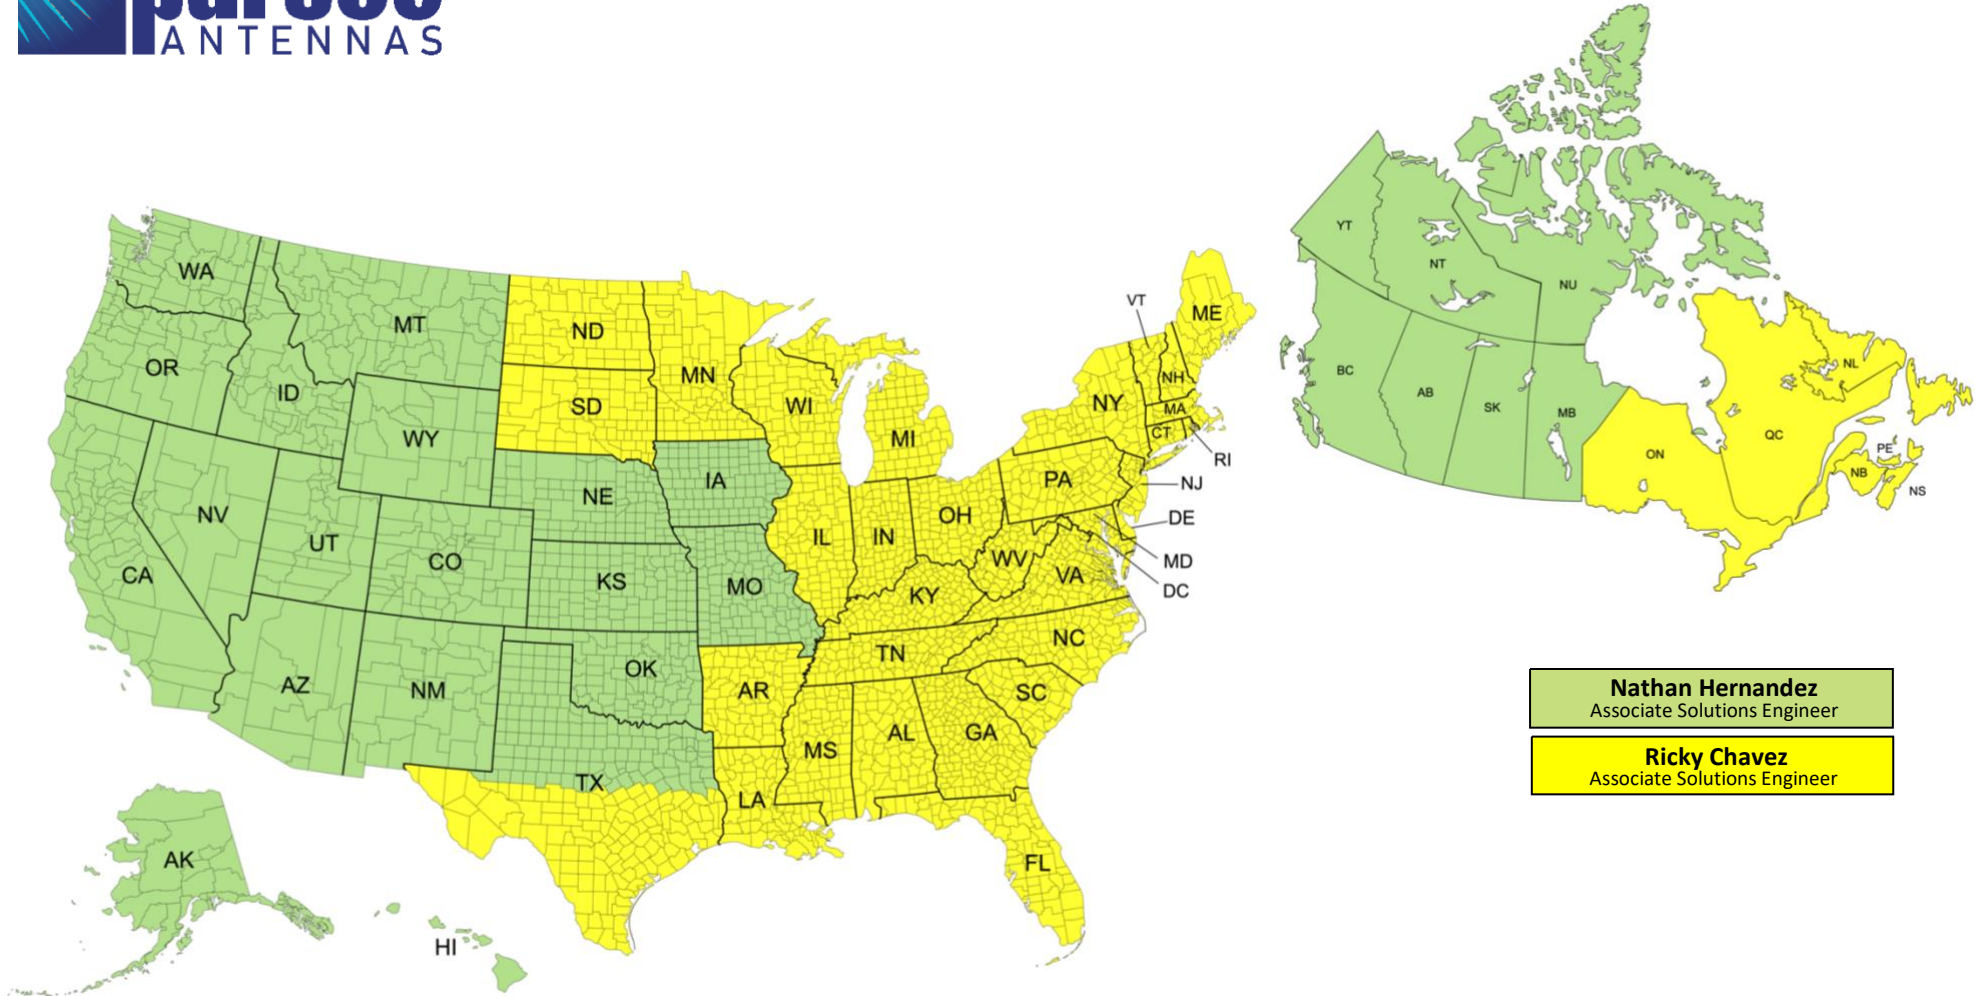 ANTENNAS
WA
MT
ND
MN
ME
VT
OR
ID
SD
WI
NH
NY
MA
WY
MI
CT
RI
NE
IA
PA
NJ
NV
OH
DE
UT
CO
IL
IN
WV
MD
CA
KS
MO
VA
DC
KY
NC
TN
OK
AZ
NM
AR
SC
MS
AL
GA
TX
LA
AK
FL
HI
YT
NT
NU
BC
AB
SK
MB
ON
QC
NL
PE
NB
NS
Nathan Hernandez
Associate Solutions Engineer
Ricky Chavez
Associate Solutions Engineer